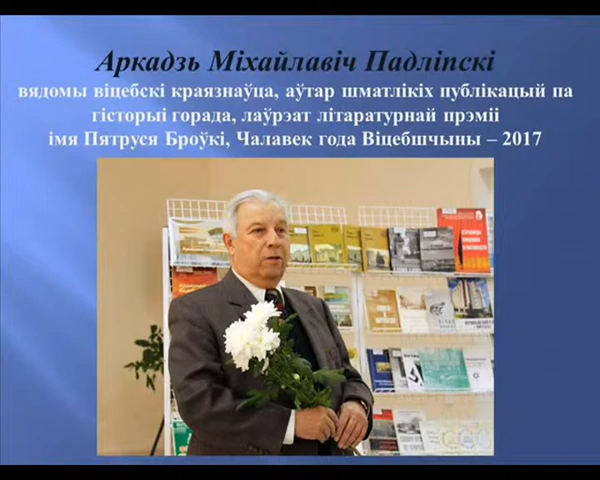 Аркадзь Міхайлавіч Падліпскі
вядомы віцебскі краязнаўца, аўтар шматлікіх публікацый па
гісторыі горада, лаўрэат літаратурнай прэміі
імя Пятруся Броўкі, Чалавек года Віцебшчыны – 2017